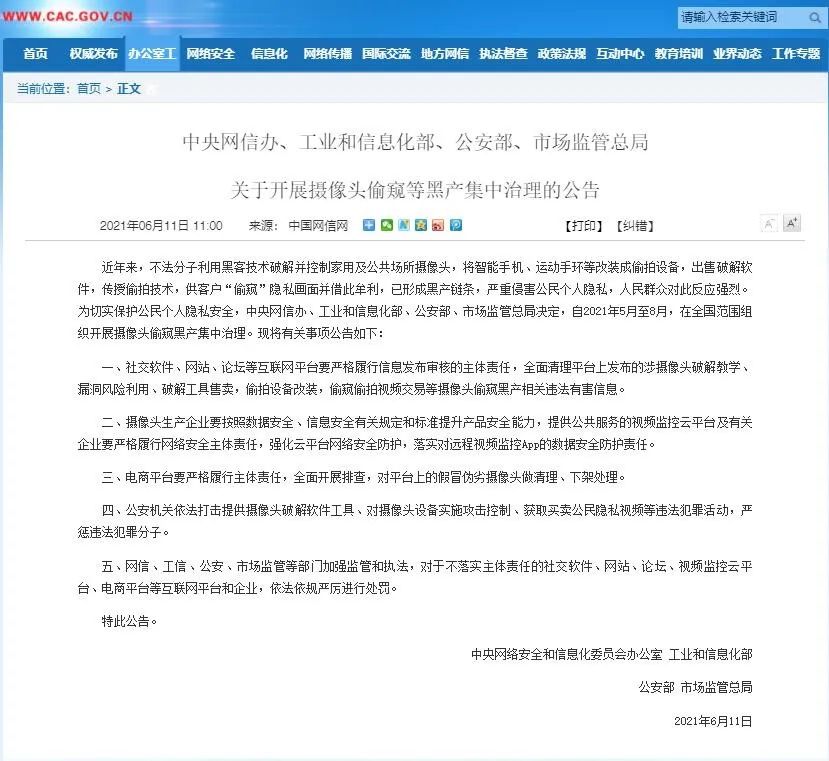 WWW.CAC.GOV.CN
请输入检索关键词
首页 权威发布 办公室工 网络安全 信息化 网络传播 国际交流 地方网信 执法督查 政策法规 互动中心 教育培训 业界动态 工作专题
当前位置: 首页 > 正文
中央网信办、工业和信息化部、公安部、市场监管总局
关于开展摄像头偷窥等黑产集中治理的公告
2021年06月11日 11:00 来源: 中国网信网 【打印】【纠错】 A- A+
近年来，不法分子利用黑客技术破解并控制家用及公共场所摄像头，将智能手机、运动手环等改装成偷拍设备，出售破解软
件，传授偷拍技术，供客户“偷窥”隐私画面并借此牟利，已形成黑产链条，严重侵害公民个人隐私，人民群众对此反应强烈。
为切实保护公民个人隐私安全，中央网信办、工业和信息化部、公安部、市场监管总局决定，自2021年5月至8月，在全国范围组
织开展摄像头偷窥黑产集中治理。现将有关事项公告如下：
一、社交软件、网站、论坛等互联网平台要严格履行信息发布审核的主体责任，全面清理平台上发布的涉摄像头破解教学、
漏洞风险利用、破解工具售卖，偷拍设备改装，偷窥偷拍视频交易等摄像头偷窥黑产相关违法有害信息。
二、摄像头生产企业要按照数据安全、信息安全有关规定和标准提升产品安全能力，提供公共服务的视频监控云平台及有关
企业要严格履行网络安全主体责任，强化云平台网络安全防护，落实对远程视频监控App的数据安全防护责任。
三、电商平台要严格履行主体责任，全面开展排查，对平台上的假冒伪劣摄像头做清理、下架处理。
四、公安机关依法打击提供摄像头破解软件工具、对摄像头设备实施攻击控制、获取买卖公民隐私视频等违法犯罪活动，严
惩违法犯罪分子。
五、网信、工信、公安、市场监管等部门加强监管和执法，对于不落实主体责任的社交软件、网站、论坛、视频监控云平
台、电商平台等互联网平台和企业，依法依规严厉进行处罚。
特此公告。
中央网络安全和信息化委员会办公室 工业和信息化部
公安部 市场监管总局
2021年6月11日